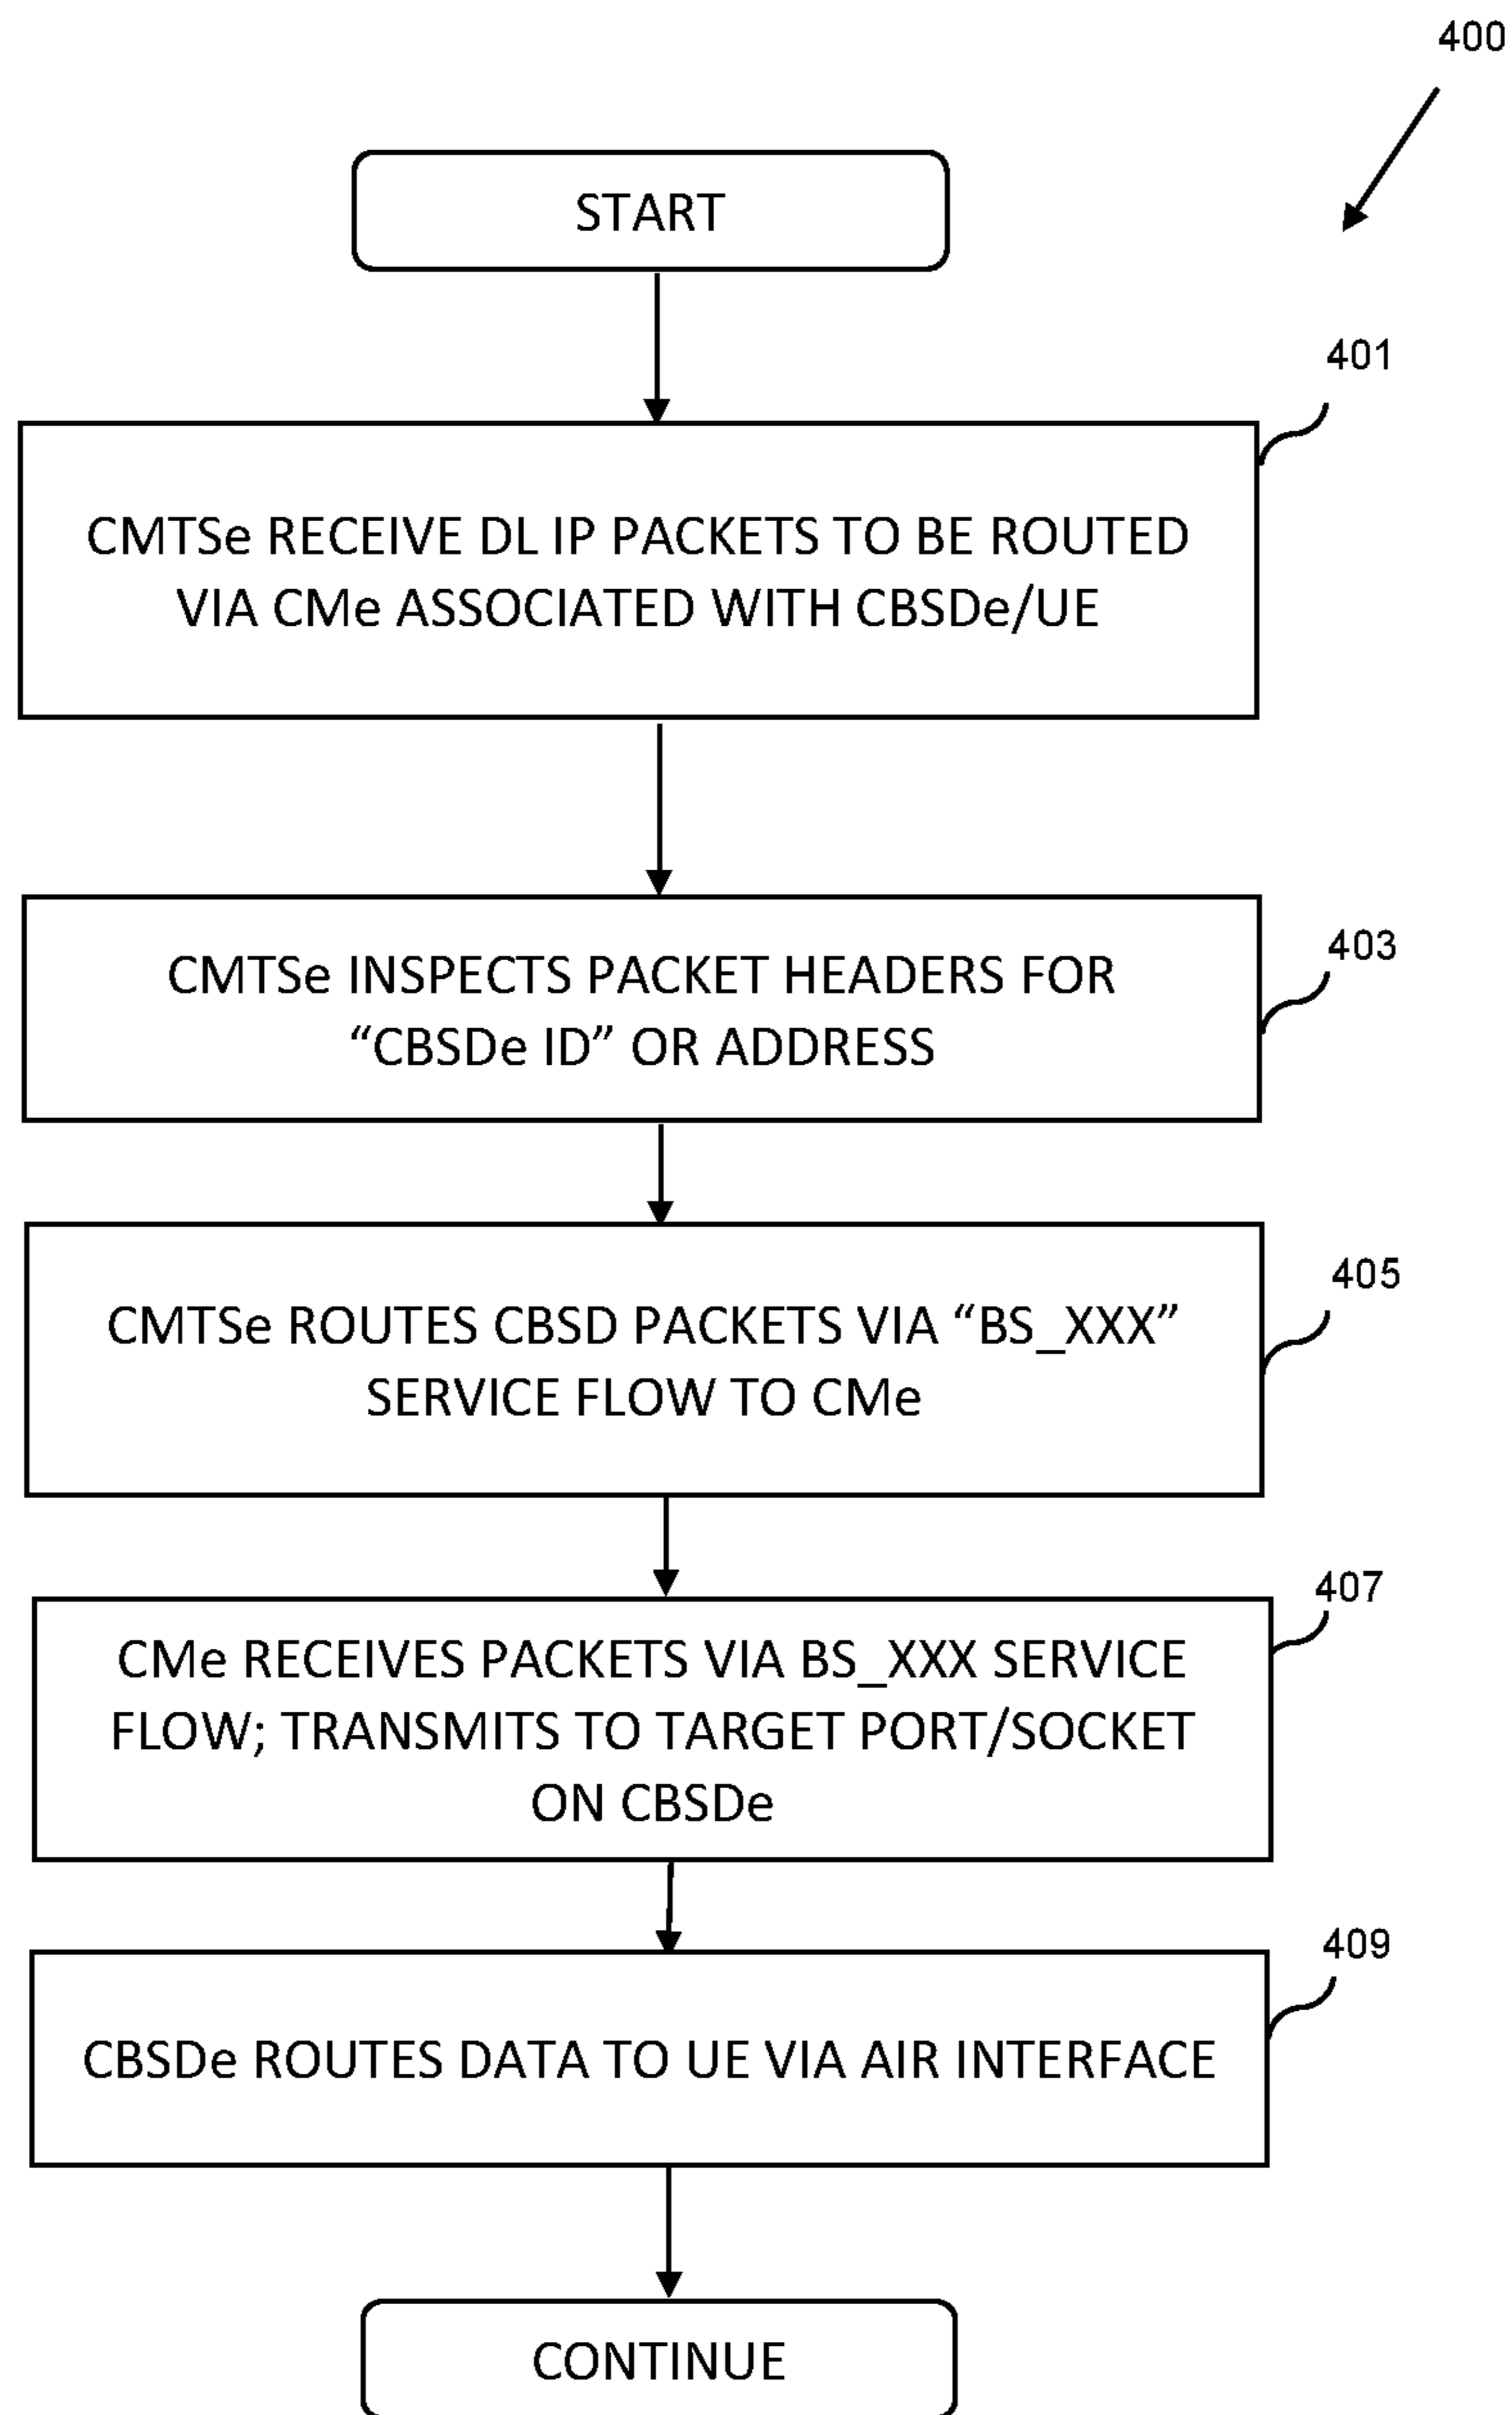 400
START
401
CMTSe RECEIVE DL IP PACKETS TO BE ROUTED
VIA CMe ASSOCIATED WITH CBSDe/UE
403
CMTSe INSPECTS PACKET HEADERS FOR
“CBSDe ID” OR ADDRESS
405
CMTSe ROUTES CBSD PACKETS VIA “BS_XXX”
SERVICE FLOW TO CMe
407
CMe RECEIVES PACKETS VIA BS_XXX SERVICE
FLOW; TRANSMITS TO TARGET PORT/SOCKET
ON CBSDe
409
CBSDe ROUTES DATA TO UE VIA AIR INTERFACE
CONTINUE